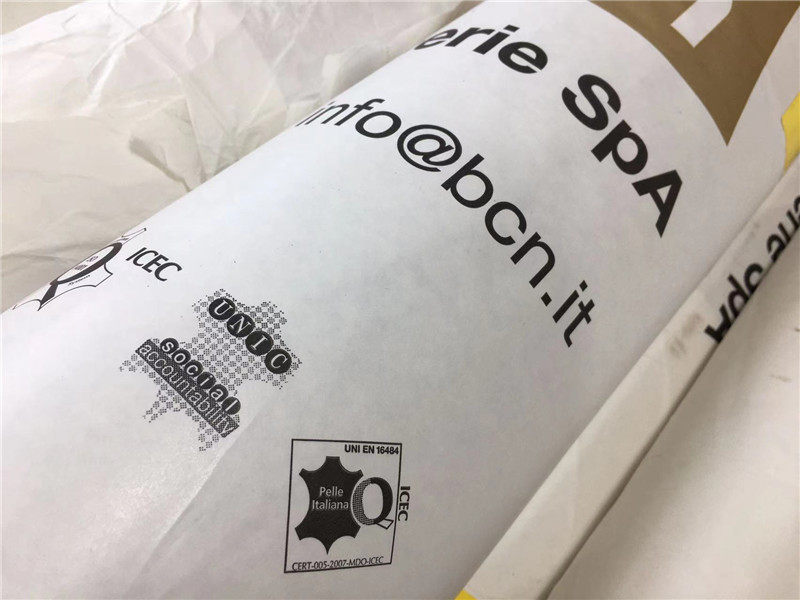 erie SpA
info@bcn.it
ICEC
UNIC
social
accountability
UNI EN 16484
Pelle
Italiana
Q
ICEC
CERT-005-2007-MDO-ICEC
SpA